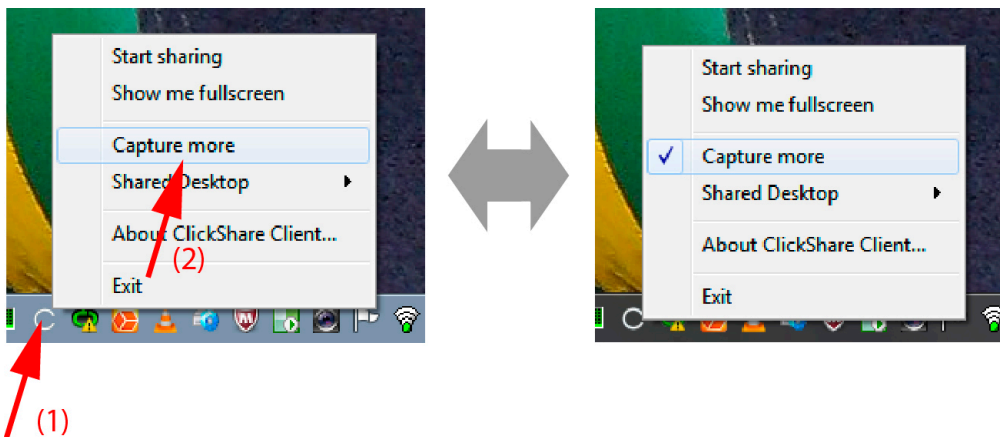 Start sharing
Show me fullscreen
Capture more
Shared Desktop
About ClickShare Client...
(2)
Exit
(1)
Start sharing
Show me fullscreen
Capture more
Shared Desktop
About ClickShare Client...
Exit